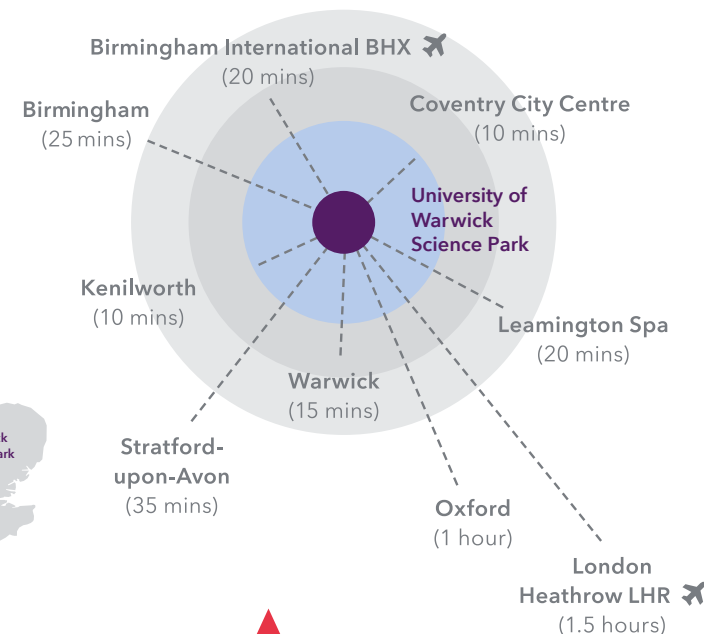 Birmingham International BHX
(20 mins)
Birmingham
(25 mins)
Coventry City Centre
(10 mins)
University of
Warwick
Science Park
Kenilworth
(10 mins)
Leamington Spa
(20 mins)
Warwick
(15 mins)
Stratford-
upon-Avon
(35 mins)
Oxford
(1 hour)
London
Heathrow LHR
(1.5 hours)